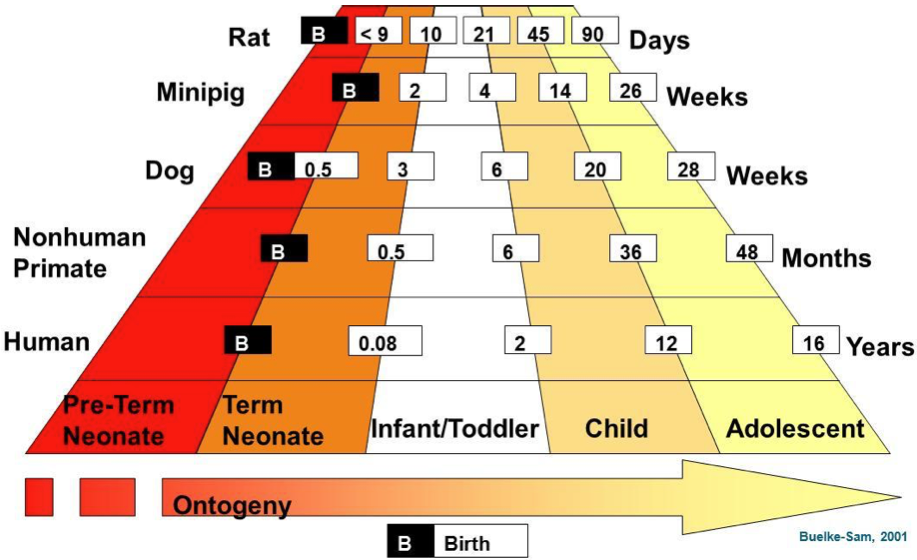 Rat B < 9 10 21 45 90 Days
Minipig B 2 4 14 26 Weeks
Dog B 0.5 3 6 20 28 Weeks
Nonhuman
Primate B 0.5 6 36 48 Months
Human B 0.08 2 12 16 Years
Pre-Term
Neonate
Term
Neonate
Infant/Toddler
Child
Adolescent
Ontogeny
B Birth
Buelke-Sam, 2001